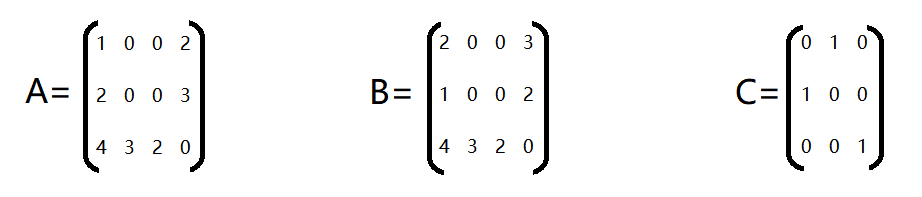 1 0 0 2 2 0 0 3 0 1 0
A= 2 0 0 3 B= 1 0 0 2 C= 1 0 0
4 3 2 0 4 3 2 0 0 0 1